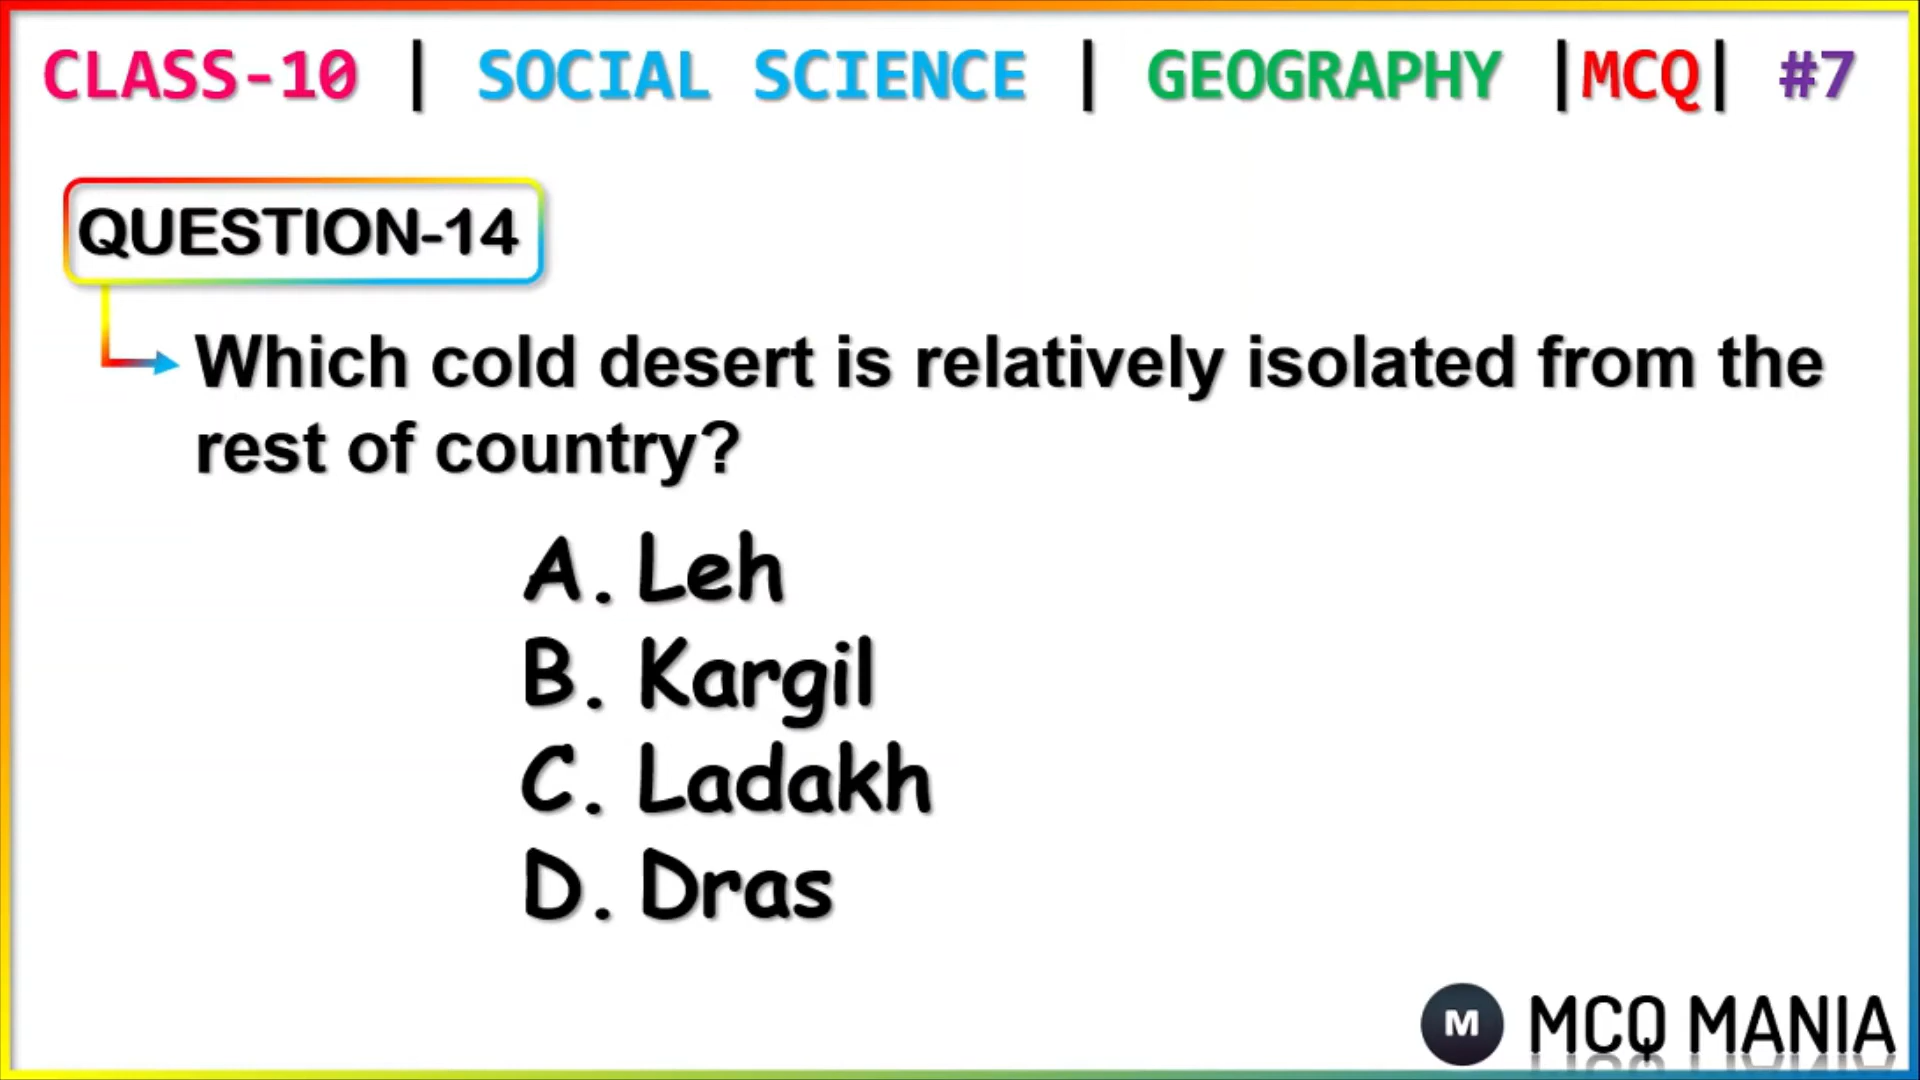 CLASS-10 | SOCIAL SCIENCE | GEOGRAPHY |MCQ| #7
QUESTION-14
Which cold desert is relatively isolated from the
rest of country?
A. Leh
B. Kargil
C. Ladakh
D. Dras
M MCQ MANIA